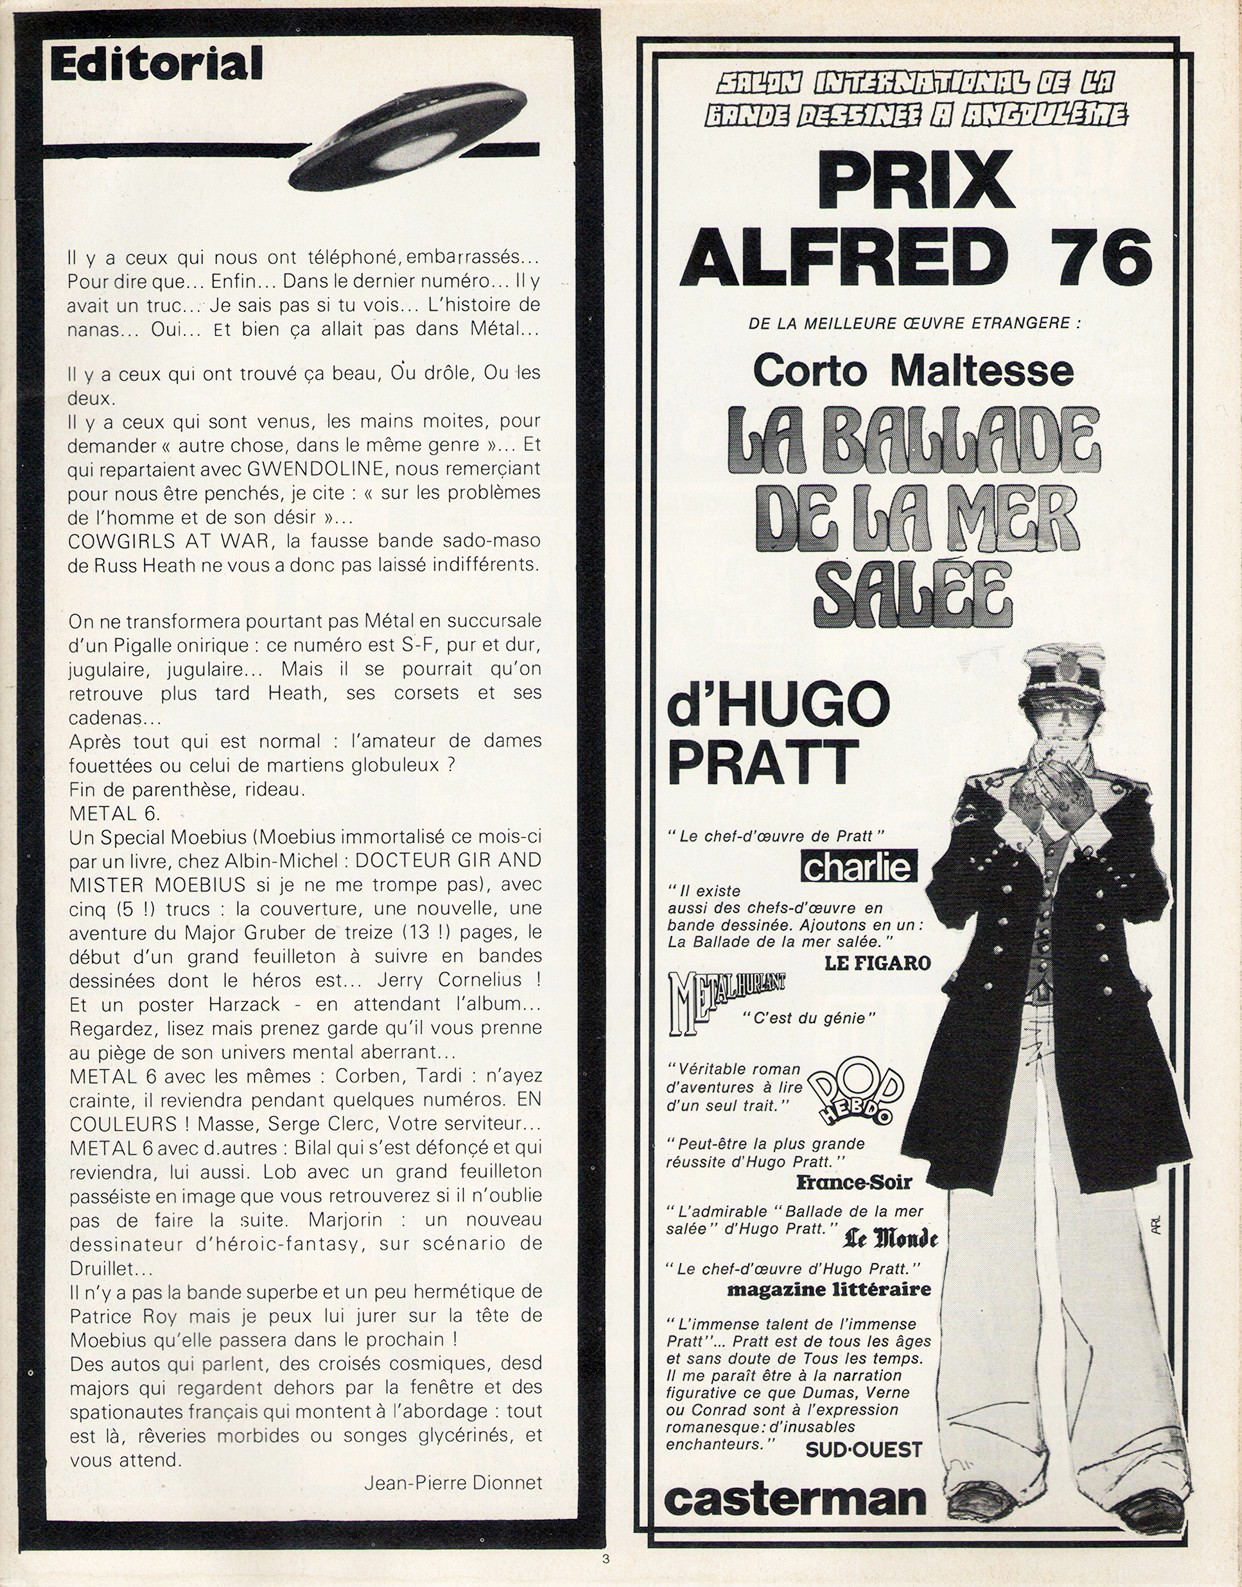 Editorial
Il y a ceux qui nous ont téléphoné, embarrassés...
Pour dire que... Enfin... Dans le dernier numéro... Il y
avait un truc... Je sais pas si tu vois... L'histoire de
nanas... Oui... Et bien ça allait pas dans Métal...
Il y a ceux qui ont trouvé ça beau, Ou drôle, Ou les
deux.
Il y a ceux qui sont venus, les mains moites, pour
demander « autre chose, dans le même genre »... Et
qui repartaient avec GWENDOLINE, nous remerçiant
pour nous être penchés, je cite : « sur les problèmes
de l'homme et de son désir »...
COWGIRLS AT WAR, la fausse bande sado-maso
de Russ Heath ne vous a donc pas laissé indifférents.
On ne transformera pourtant pas Métal en succursale
d'un Pigalle onirique : ce numéro est S-F, pur et dur,
jugulaire, jugulaire... Mais il se pourrait qu'on
retrouve plus tard Heath, ses corsets et ses
cadenas...
Après tout qui est normal : l'amateur de dames
fouettées ou celui de martiens globuleux ?
Fin de parenthèse, rideau.
METAL 6.
Un Special Moebius (Moebius immortalisé ce mois-ci
par un livre, chez Albin-Michel : DOCTEUR GIR AND
MISTER MOEBIUS si je ne me trompe pas), avec
cinq (5 !) trucs : la couverture, une nouvelle, une
aventure du Major Gruber de treize (13 !) pages, le
début d'un grand feuilleton à suivre en bandes
dessinées dont le héros est... Jerry Cornelius !
Et un poster Harzack - en attendant l'album...
Regardez, lisez mais prenez garde qu'il vous prenne
au piège de son univers mental aberrant...
METAL 6 avec les mêmes : Corben, Tardi : n'ayez
crainte, il reviendra pendant quelques numéros. EN
COULEURS ! Masse, Serge Clerc, Votre serviteur...
METAL 6 avec d.autres : Bilal qui s'est défonçé et qui
reviendra, lui aussi. Lob avec un grand feuilleton
passéiste en image que vous retrouverez si il n'oublie
pas de faire la suite. Marjorin : un nouveau
dessinateur d'héroic-fantasy, sur scénario de
Druillet...
Il n'y a pas la bande superbe et un peu hermétique de
Patrice Roy mais je peux lui jurer sur la tête de
Moebius qu'elle passera dans le prochain !
Des autos qui parlent, des croisés cosmiques, desd
majors qui regardent dehors par la fenêtre et des
spationautes français qui montent à l'abordage : tout
est là, rêveries morbides ou songes glycérinés, et
vous attend.
Jean-Pierre Dionnet
SALON INTERNATIONAL DE LA
BANDE DESSINEE A ANGOULÊME
PRIX
ALFRED 76
DE LA MEILLEURE ŒUVRE ETRANGERE :
Corto Maltesse
LA BALLADE
DE LA MER
SALÉE
d'HUGO
PRATT
" Le chef-d'œuvre de Pratt "
charlie
" Il existe
aussi des chefs-d'œuvre en
bande dessinée. Ajoutons en un :
La Ballade de la mer salée. "
LE FIGARO
METAL HURLANT
" C'est du génie "
" Véritable roman
d'aventures à lire
d'un seul trait. "
POP
HEBDO
" Peut-être la plus grande
réussite d'Hugo Pratt. "
France-Soir
" L'admirable " Ballade de la mer
salée " d'Hugo Pratt. "
Le Monde
" Le chef-d'œuvre d'Hugo Pratt. "
magazine littéraire
" L'immense talent de l'immense
Pratt "... Pratt est de tous les âges
et sans doute de Tous les temps.
Il me paraît être à la narration
figurative ce que Dumas, Verne
ou Conrad sont à l'expression
romanesque : d'inusables
enchanteurs. "
SUD·OUEST
casterman
ARL
3